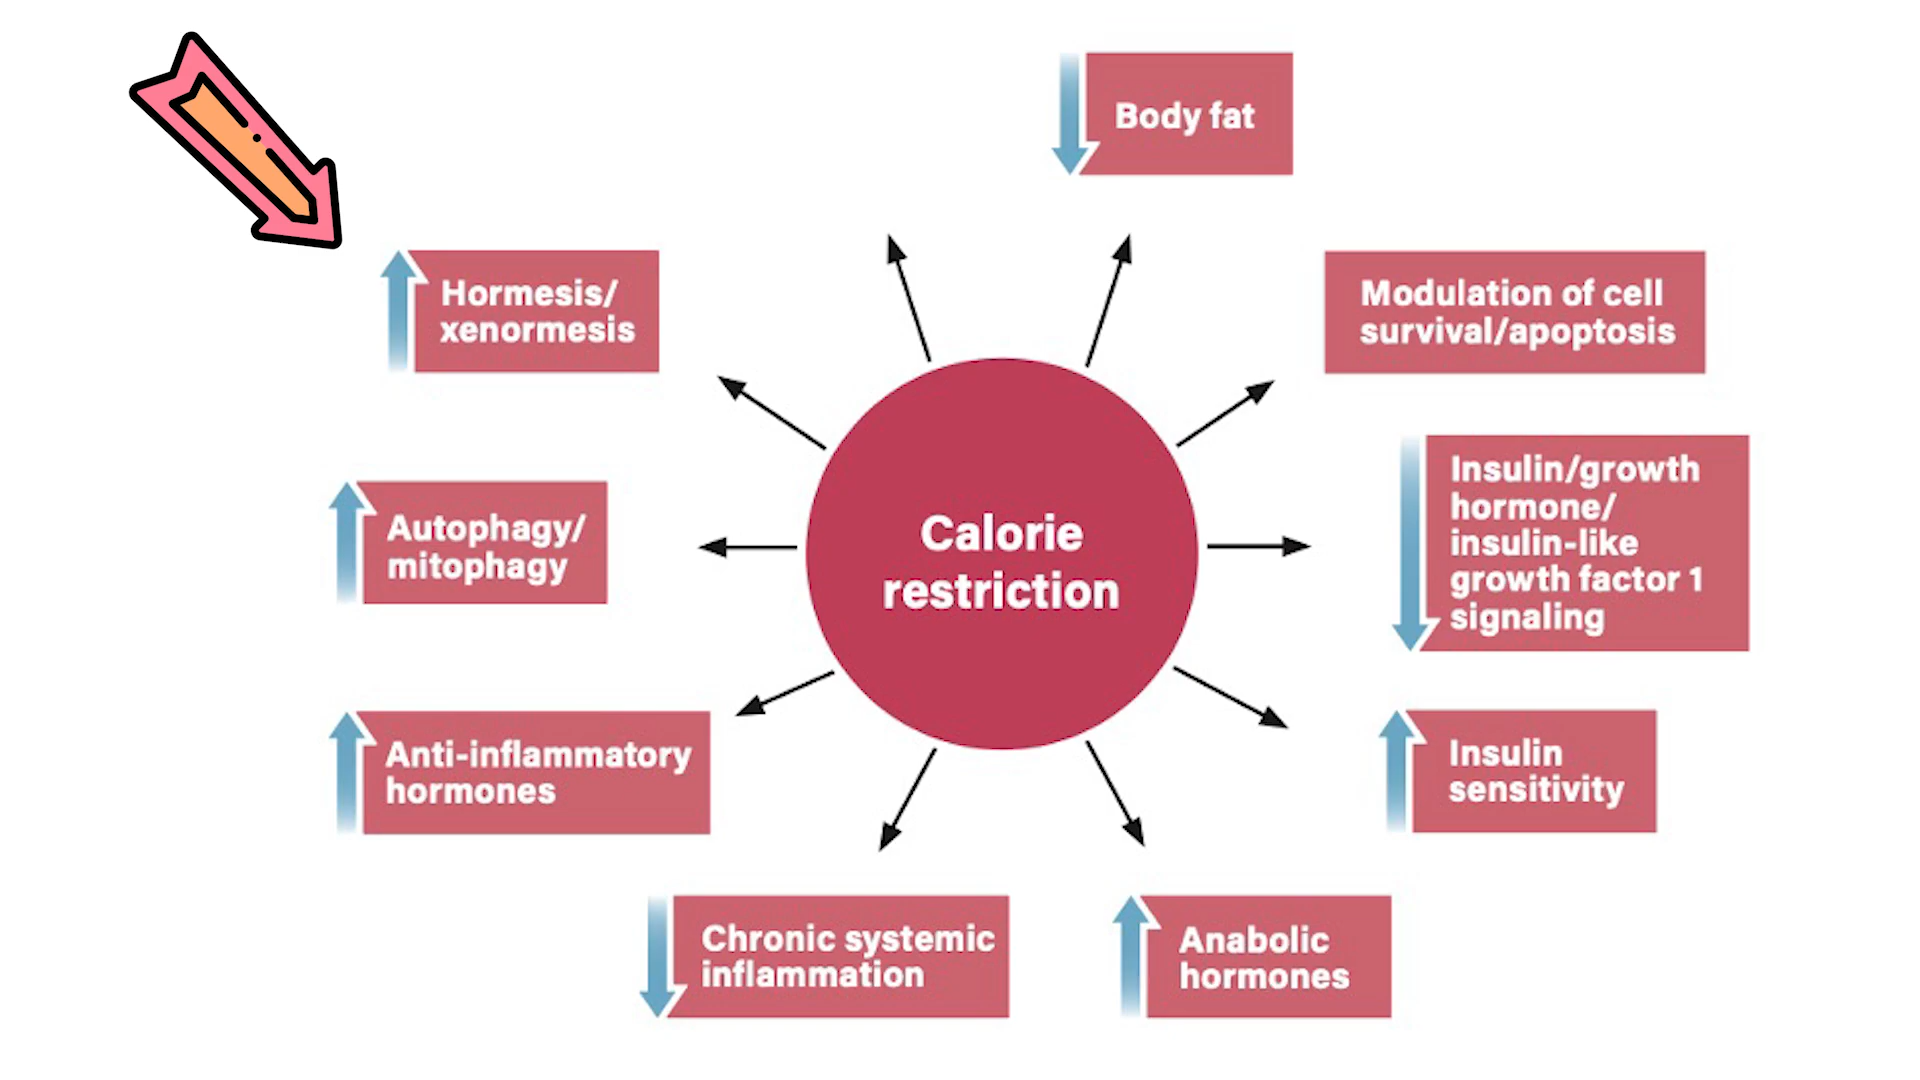 Body fat
Hormesis/
xenormesis
Modulation of cell
survival/apoptosis
Autophagy/
mitophagy
Calorie
restriction
Insulin/growth
hormone/
insulin-like
growth factor 1
signaling
Anti-inflammatory
hormones
Insulin
sensitivity
Chronic systemic
inflammation
Anabolic
hormones